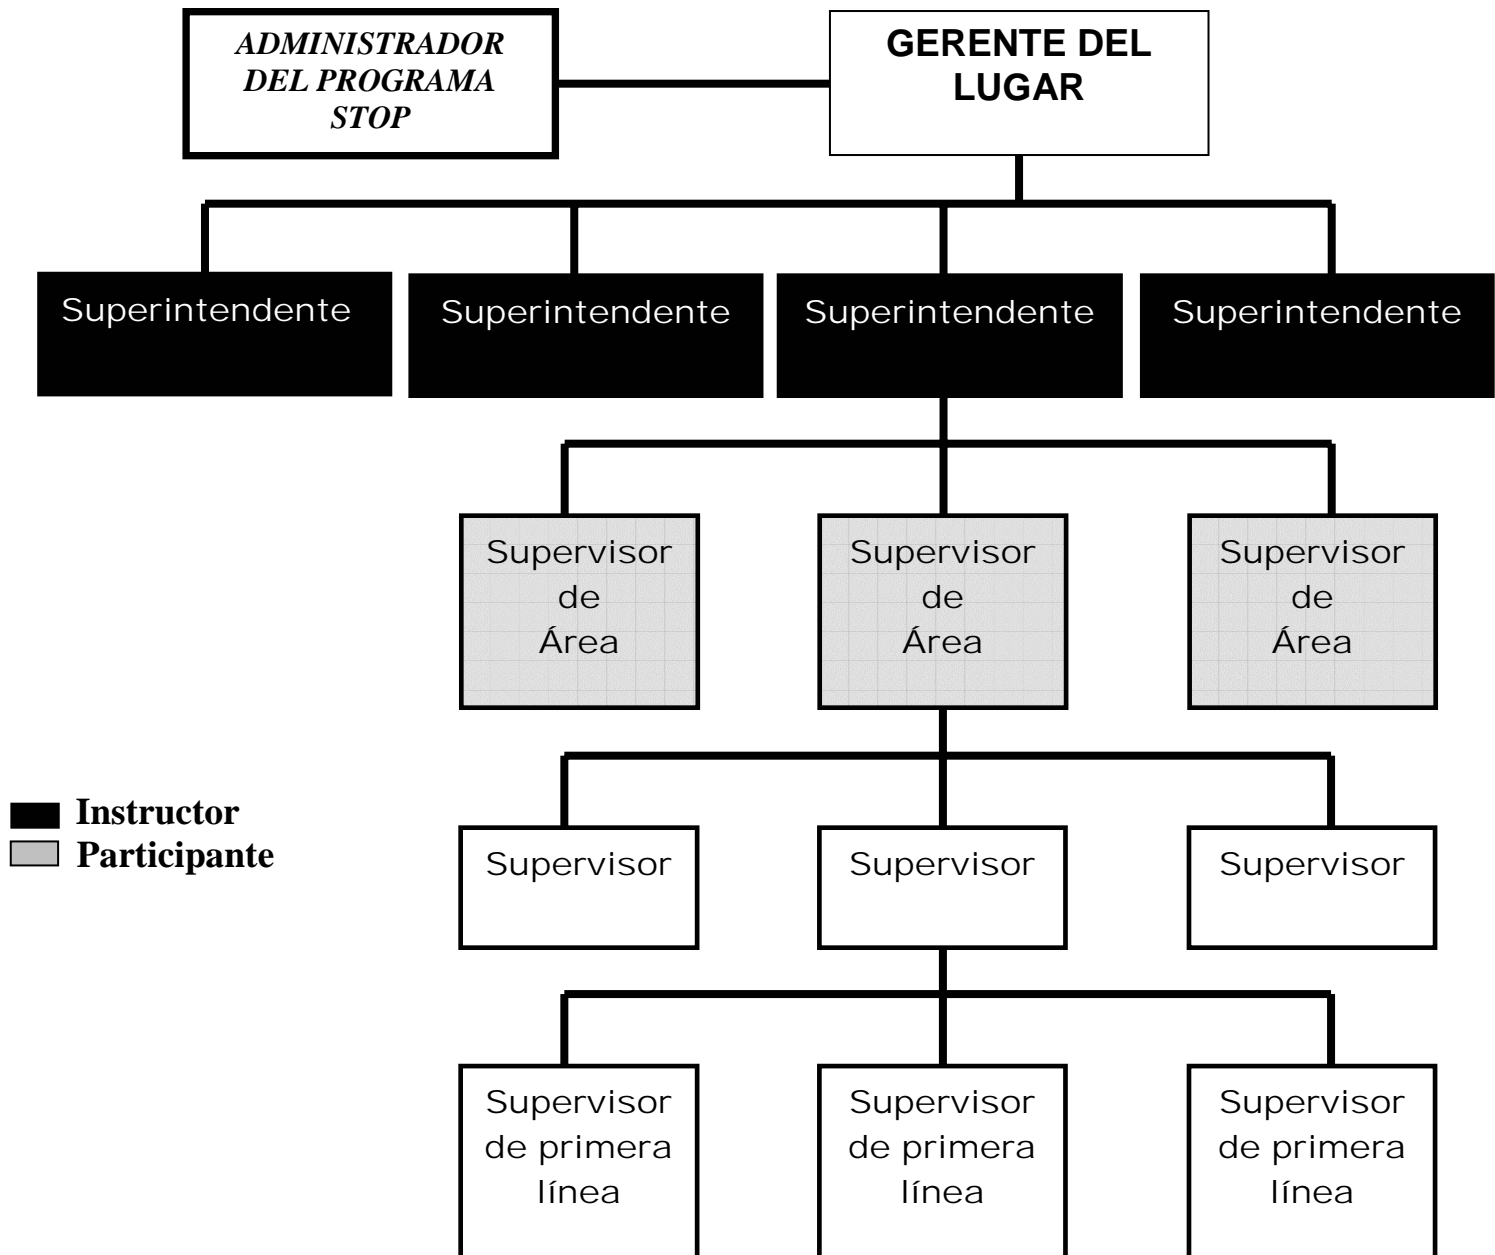 ADMINISTRADOR
DEL PROGRAMA
STOP
GERENTE DEL
LUGAR
Superintendente
Superintendente
Superintendente
Superintendente
Supervisor
de
Área
Supervisor
de
Área
Supervisor
de
Área
Instructor
Participante
Supervisor
Supervisor
Supervisor
Supervisor
de primera
línea
Supervisor
de primera
línea
Supervisor
de primera
línea